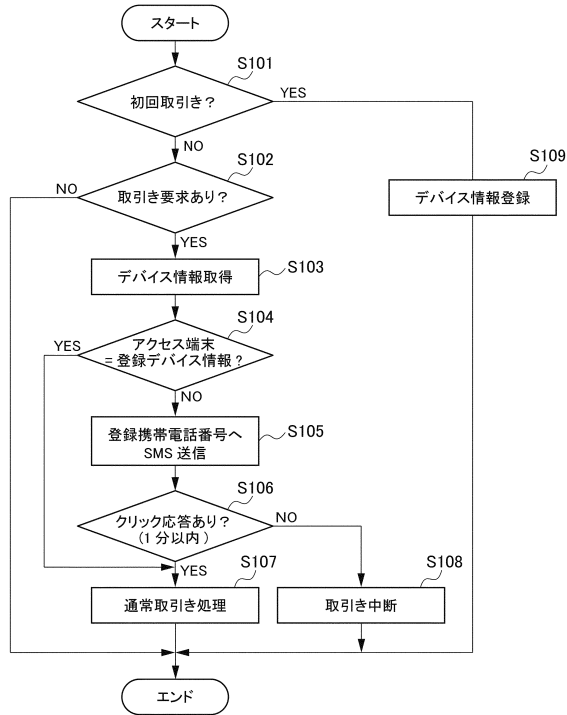 スタート
S101
初回取引き?
YES
NO
S102
取引き要求あり?
NO
YES
S109
デバイス情報登録
S103
デバイス情報取得
S104
アクセス端末
=登録デバイス情報?
YES
NO
S105
登録携帯電話番号へ
SMS 送信
S106
クリック応答あり?
(1 分以内)
NO
YES
S107
通常取引き処理
S108
取引き中断
エンド